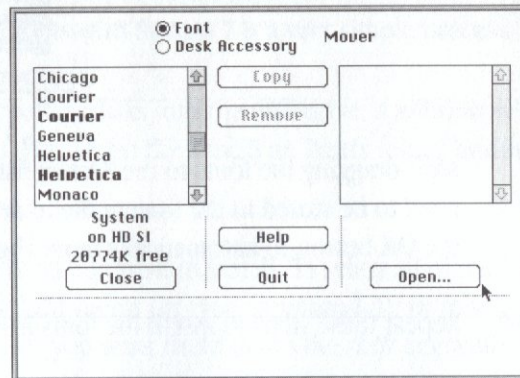 Font
Desk Accessory
Mover
Chicago
Courier
Courier
Geneva
Helvetica
Helvetica
Monaco
Copy
Remove
System
on HD SI
20774K free
Close
Help
Quit
Open...